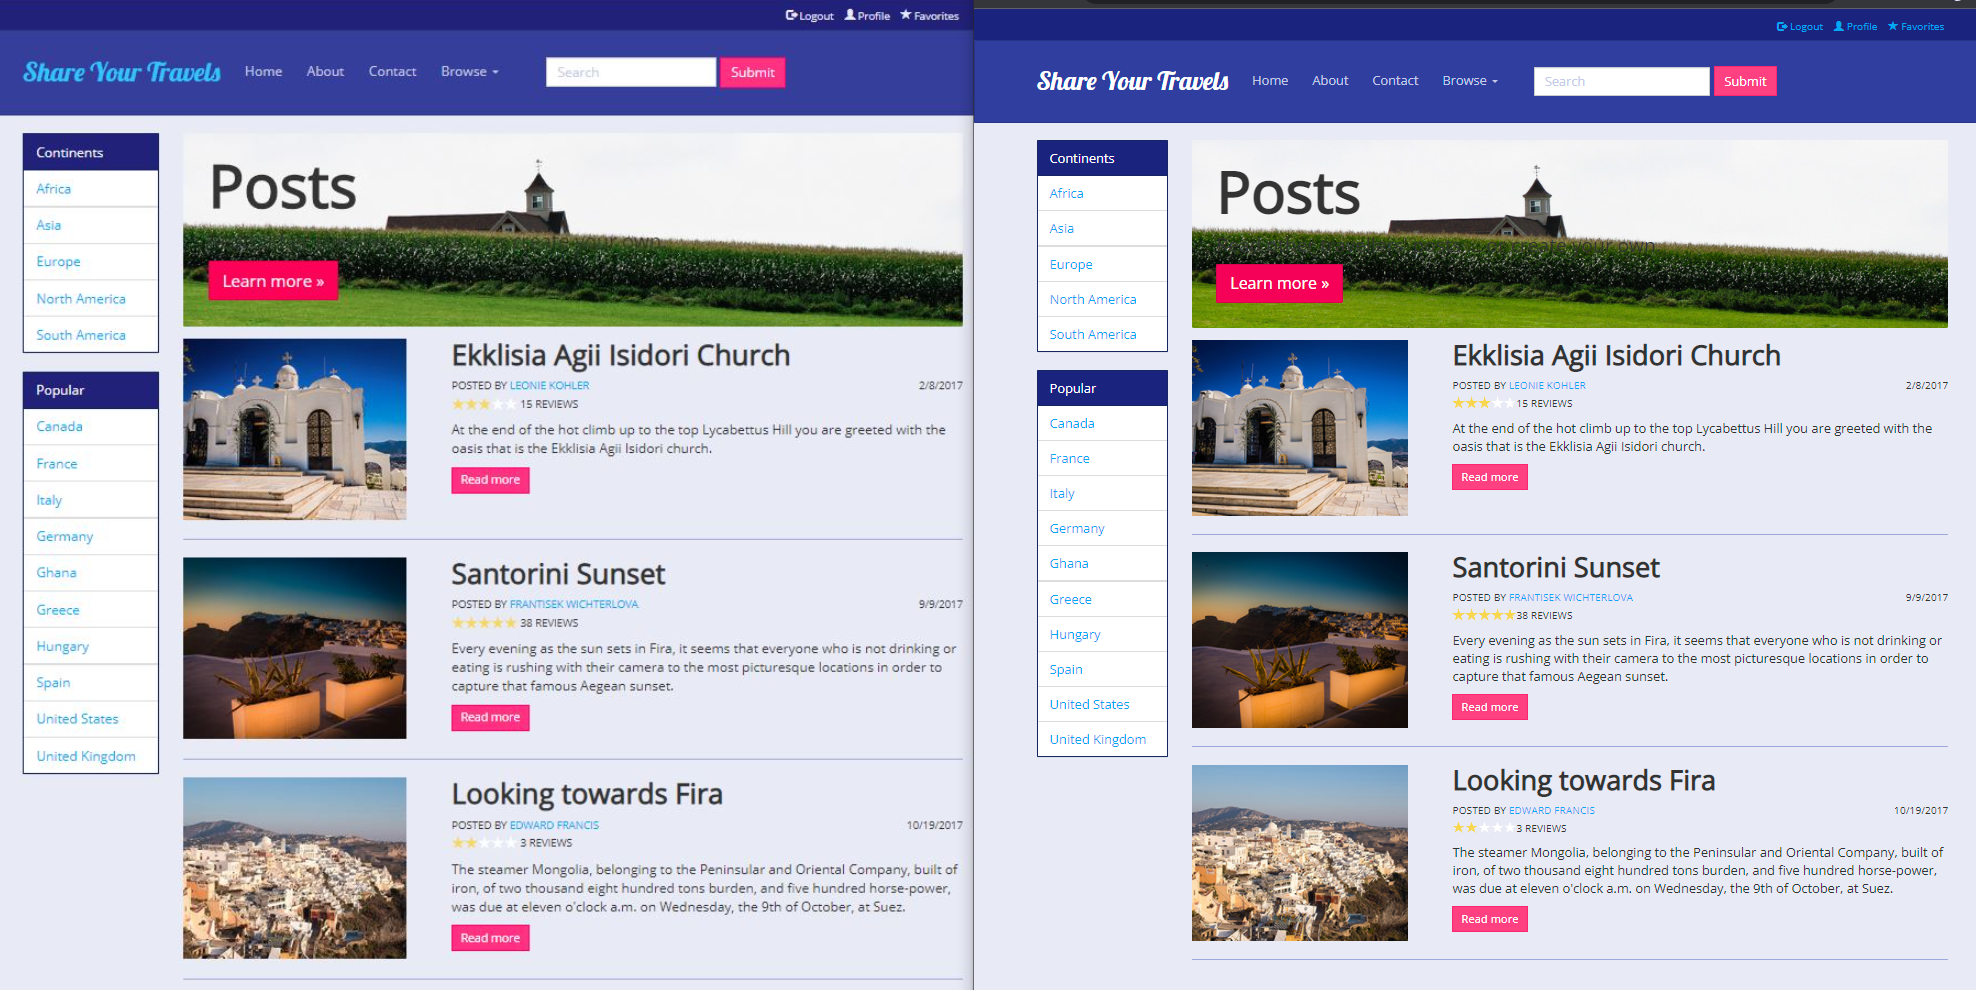 Logout Profile Favorites
Share Your Travels Home About Contact Browse Search Submit
Continents
Africa
Asia
Europe
North America
South America
Popular
Canada
France
Italy
Germany
Ghana
Greece
Hungary
Spain
United States
United Kingdom
Posts
create your own
Learn more »
Ekklisia Agii Isidori Church
POSTED BY LEONIE KOHLER 2/8/2017
15 REVIEWS
At the end of the hot climb up to the top Lycabettus Hill you are greeted with the
oasis that is the Ekklisia Agii Isidori church.
Read more
Santorini Sunset
POSTED BY FRANTISEK WICHTERLOVA 9/9/2017
38 REVIEWS
Every evening as the sun sets in Fira, it seems that everyone who is not drinking or
eating is rushing with their camera to the most picturesque locations in order to
capture that famous Aegean sunset.
Read more
Looking towards Fira
POSTED BY EDWARD FRANCIS 10/19/2017
3 REVIEWS
The steamer Mongolia, belonging to the Peninsular and Oriental Company, built of
iron, of two thousand eight hundred tons burden, and five hundred horse-power,
was due at eleven o'clock a.m. on Wednesday, the 9th of October, at Suez.
Read more
Logout Profile Favorites
Share Your Travels Home About Contact Browse Search Submit
Continents
Africa
Asia
Europe
North America
South America
Popular
Canada
France
Italy
Germany
Ghana
Greece
Hungary
Spain
United States
United Kingdom
Posts
create your own
Learn more »
Ekklisia Agii Isidori Church
POSTED BY LEONIE KOHLER 2/8/2017
15 REVIEWS
At the end of the hot climb up to the top Lycabettus Hill you are greeted with the
oasis that is the Ekklisia Agii Isidori church.
Read more
Santorini Sunset
POSTED BY FRANTISEK WICHTERLOVA 9/9/2017
38 REVIEWS
Every evening as the sun sets in Fira, it seems that everyone who is not drinking or
eating is rushing with their camera to the most picturesque locations in order to
capture that famous Aegean sunset.
Read more
Looking towards Fira
POSTED BY EDWARD FRANCIS 10/19/2017
3 REVIEWS
The steamer Mongolia, belonging to the Peninsular and Oriental Company, built of
iron, of two thousand eight hundred tons burden, and five hundred horse-power,
was due at eleven o'clock a.m. on Wednesday, the 9th of October, at Suez.
Read more